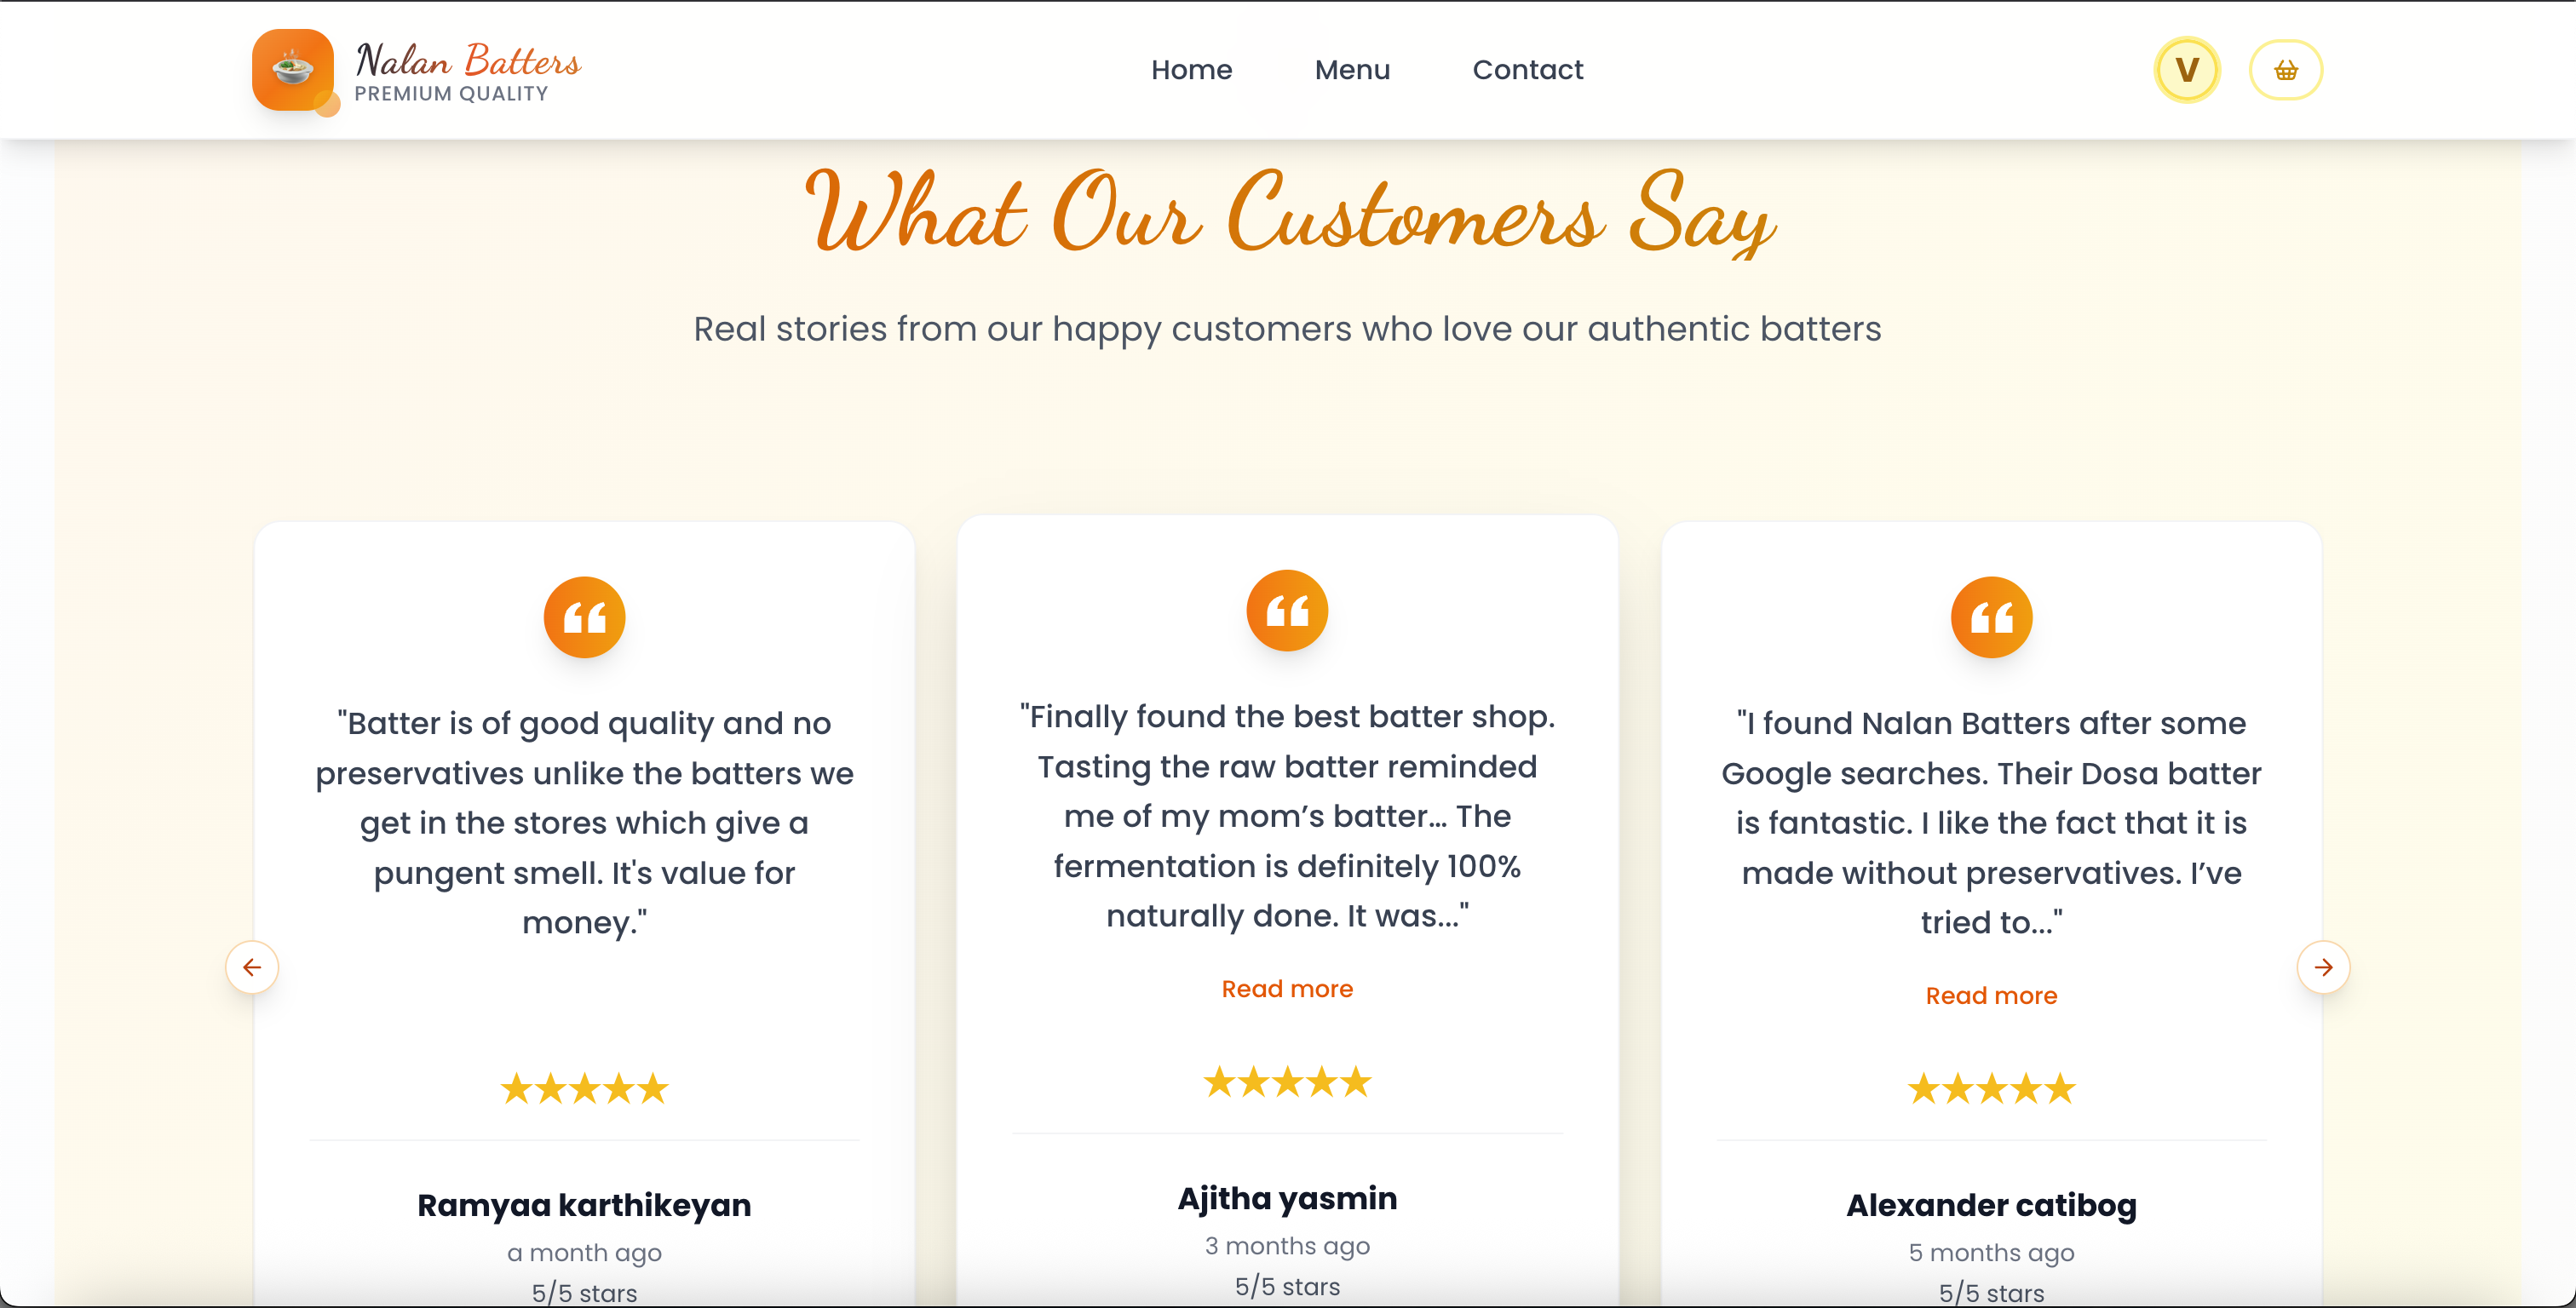 Nalan Batters
PREMIUM QUALITY
Home
Menu
Contact
V
What Our Customers Say
Real stories from our happy customers who love our authentic batters
"Batter is of good quality and no
preservatives unlike the batters we
get in the stores which give a
pungent smell. It's value for
money."
Ramyaa karthikeyan
a month ago
5/5 stars
"Finally found the best batter shop.
Tasting the raw batter reminded
me of my mom’s batter... The
fermentation is definitely 100%
naturally done. It was..."
Read more
Ajitha yasmin
3 months ago
5/5 stars
"I found Nalan Batters after some
Google searches. Their Dosa batter
is fantastic. I like the fact that it is
made without preservatives. I’ve
tried to..."
Read more
Alexander catibog
5 months ago
5/5 stars